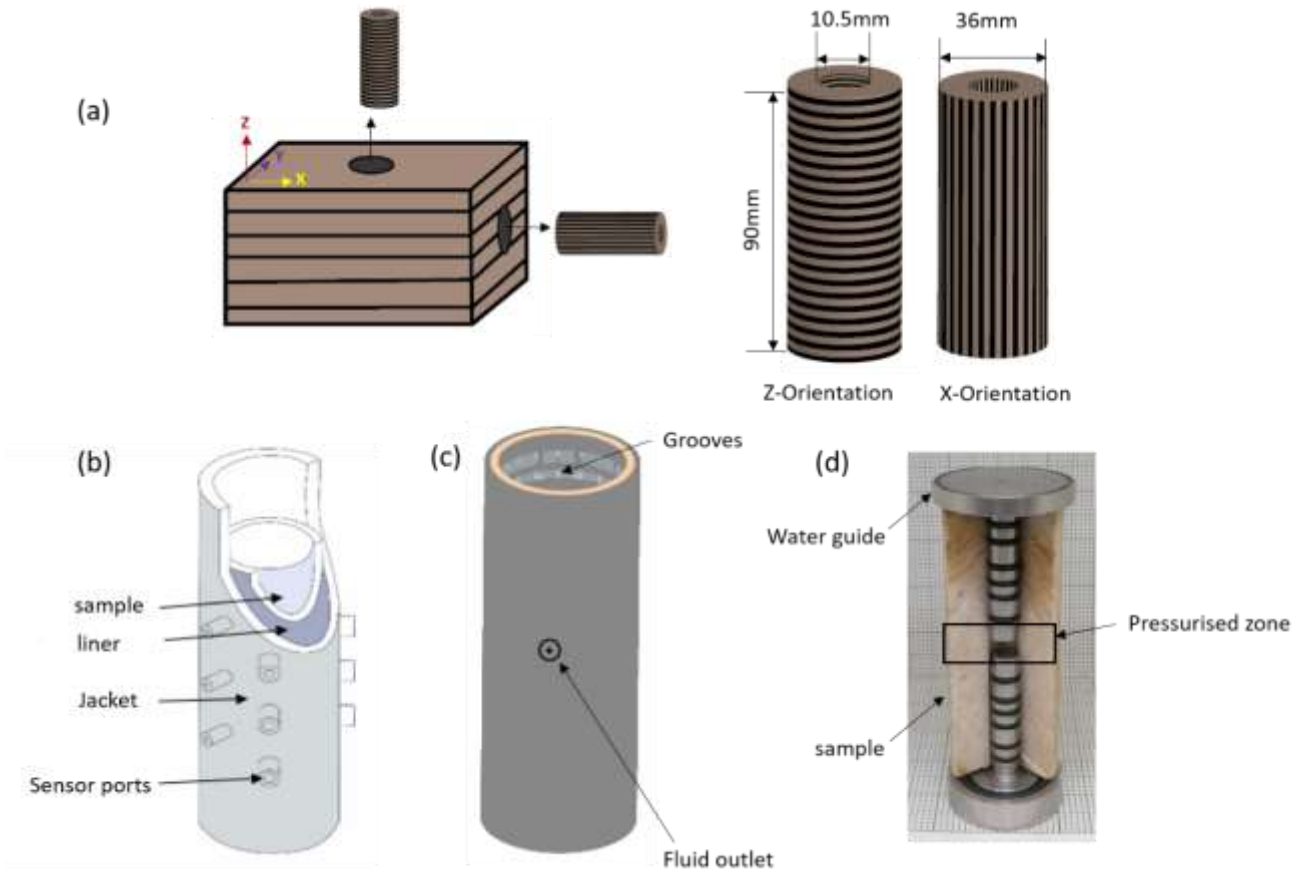 (a)
Z
Y
X
10.5mm
36mm
90mm
Z-Orientation
X-Orientation
(b)
sample
liner
Jacket
Sensor ports
(c)
Grooves
Fluid outlet
(d)
Water guide
Pressurised zone
sample